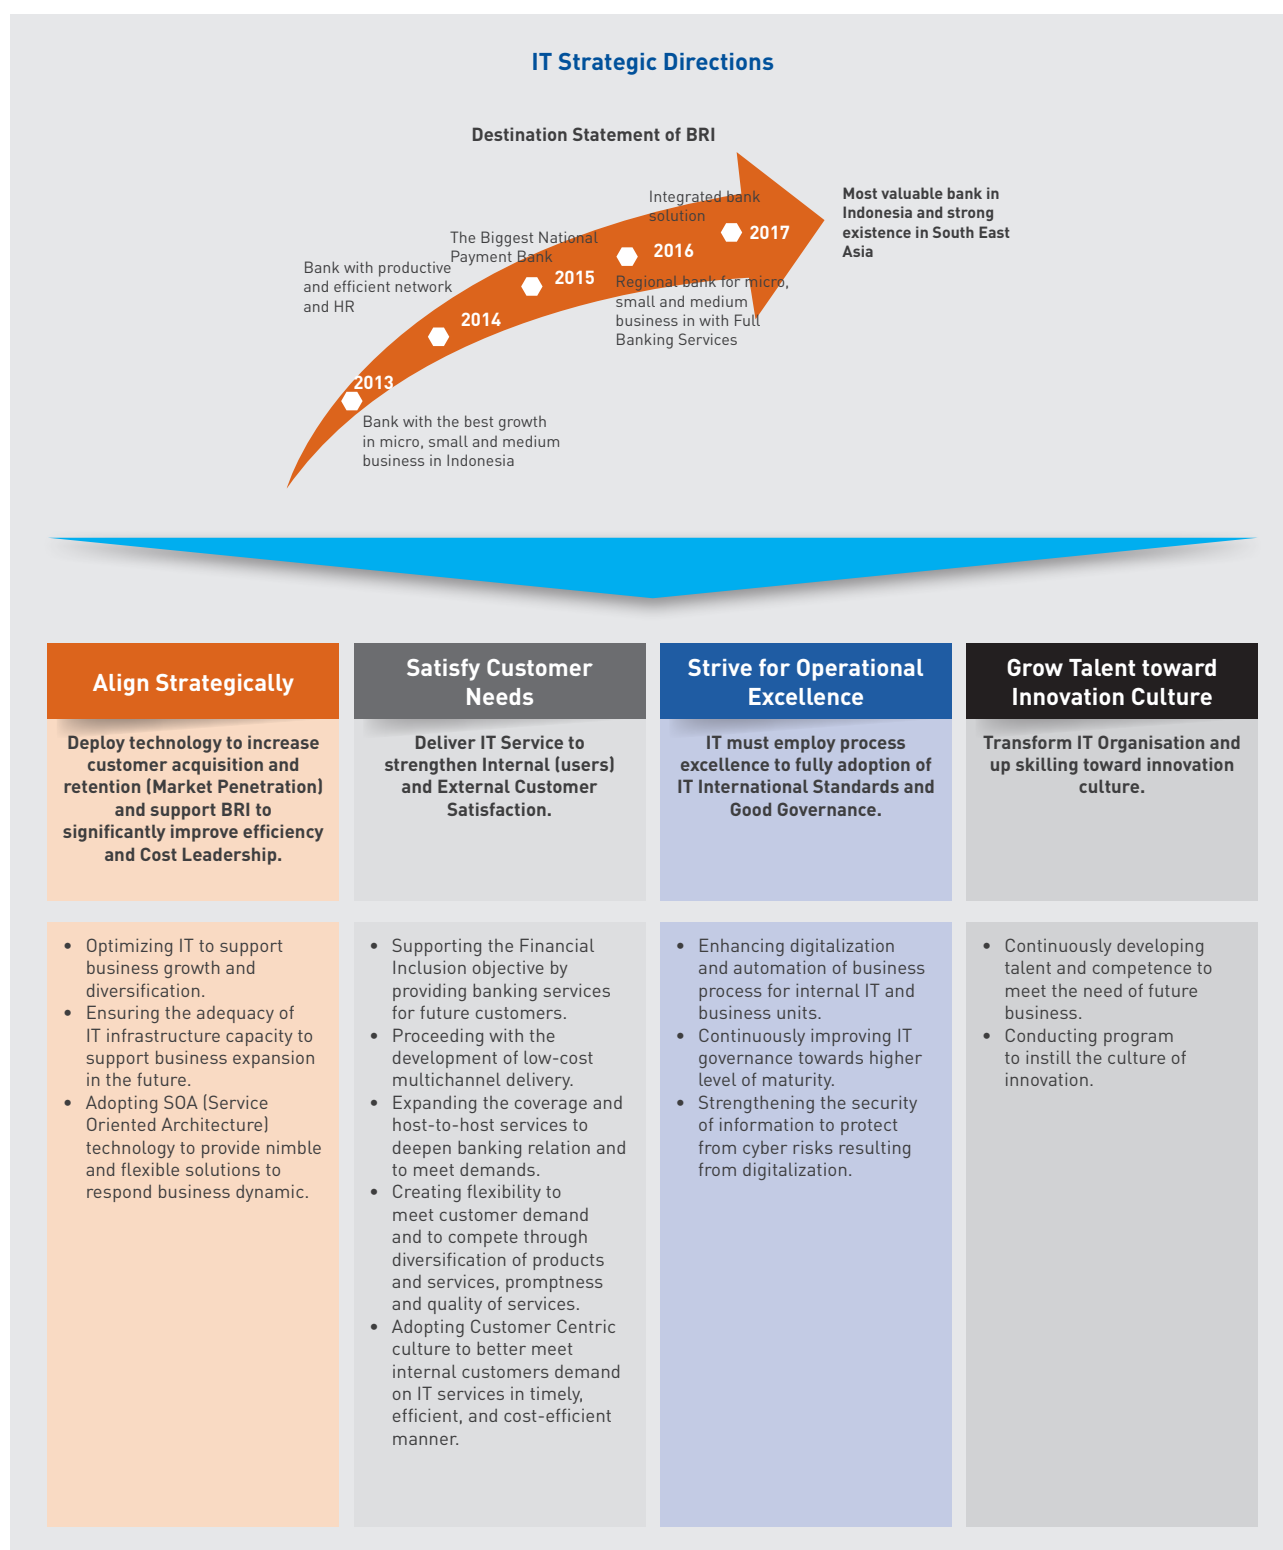 IT Strategic Directions
Destination Statement of BRI
Integrated bank
solution
2017
Most valuable bank in
Indonesia and strong
existence in South East
Asia
The Biggest National
Payment Bank
2016
Bank with productive
and efficient network
and HR
2015
Regional bank for micro,
small and medium
business in with Full
Banking Services
2014
2013
Bank with the best growth
in micro, small and medium
business in Indonesia
Align Strategically
Deploy technology to increase
customer acquisition and
retention (Market Penetration)
and support BRI to
significantly improve efficiency
and Cost Leadership.
• Optimizing IT to support
business growth and
diversification.
• Ensuring the adequacy of
IT infrastructure capacity to
support business expansion
in the future.
• Adopting SOA (Service
Oriented Architecture)
technology to provide nimble
and flexible solutions to
respond business dynamic.
Satisfy Customer
Needs
Deliver IT Service to
strengthen Internal (users)
and External Customer
Satisfaction.
• Supporting the Financial
Inclusion objective by
providing banking services
for future customers.
• Proceeding with the
development of low-cost
multichannel delivery.
• Expanding the coverage and
host-to-host services to
deepen banking relation and
to meet demands.
• Creating flexibility to
meet customer demand
and to compete through
diversification of products
and services, promptness
and quality of services.
• Adopting Customer Centric
culture to better meet
internal customers demand
on IT services in timely,
efficient, and cost-efficient
manner.
Strive for Operational
Excellence
IT must employ process
excellence to fully adoption of
IT International Standards and
Good Governance.
• Enhancing digitalization
and automation of business
process for internal IT and
business units.
• Continuously improving IT
governance towards higher
level of maturity.
• Strengthening the security
of information to protect
from cyber risks resulting
from digitalization.
Grow Talent toward
Innovation Culture
Transform IT Organisation and
up skilling toward innovation
culture.
• Continuously developing
talent and competence to
meet the need of future
business.
• Conducting program
to instill the culture of
innovation.